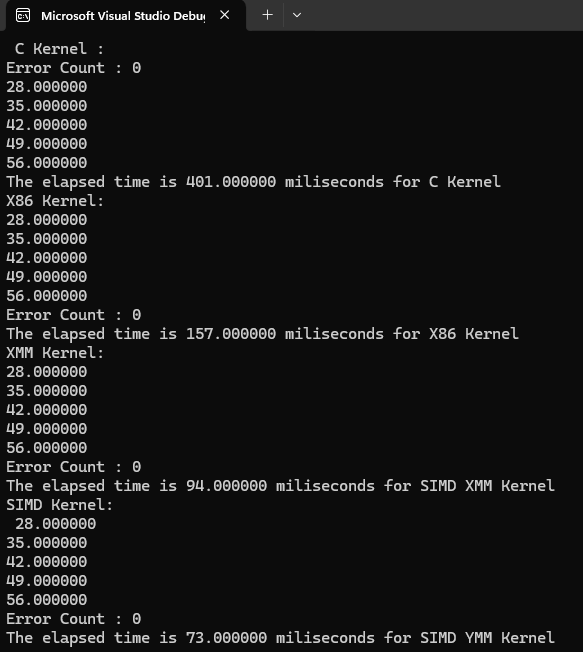 Microsoft Visual Studio Debu
C Kernel :
Error Count : 0
28.000000
35.000000
42.000000
49.000000
56.000000
The elapsed time is 401.000000 miliseconds for C Kernel
X86 Kernel:
28.000000
35.000000
42.000000
49.000000
56.000000
Error Count : 0
The elapsed time is 157.000000 miliseconds for X86 Kernel
XMM Kernel:
28.000000
35.000000
42.000000
49.000000
56.000000
Error Count : 0
The elapsed time is 94.000000 miliseconds for SIMD XMM Kernel
SIMD Kernel:
28.000000
35.000000
42.000000
49.000000
56.000000
Error Count : 0
The elapsed time is 73.000000 miliseconds for SIMD YMM Kernel